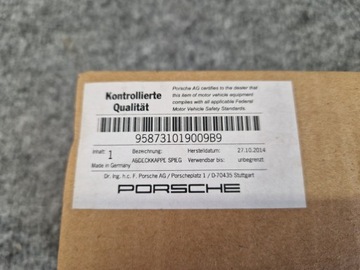 Kontrollierte
Qualität
Porsche AG certifies to the dealer that
this item of motor vehicle equipment
complies with all applicable Federal
Motor Vehicle Safety Standards.
958731019009B9
Inhalt: 1 Bezeichnung: Herstelldatum: 27.10.2014
Made in Germany ABDECKKAPPE SPIEG. Verwendbar bis: unbegrenzt
Dr. Ing. h.c. F. Porsche AG / Porscheplatz 1 / D-70435 Stuttgart
PORSCHE